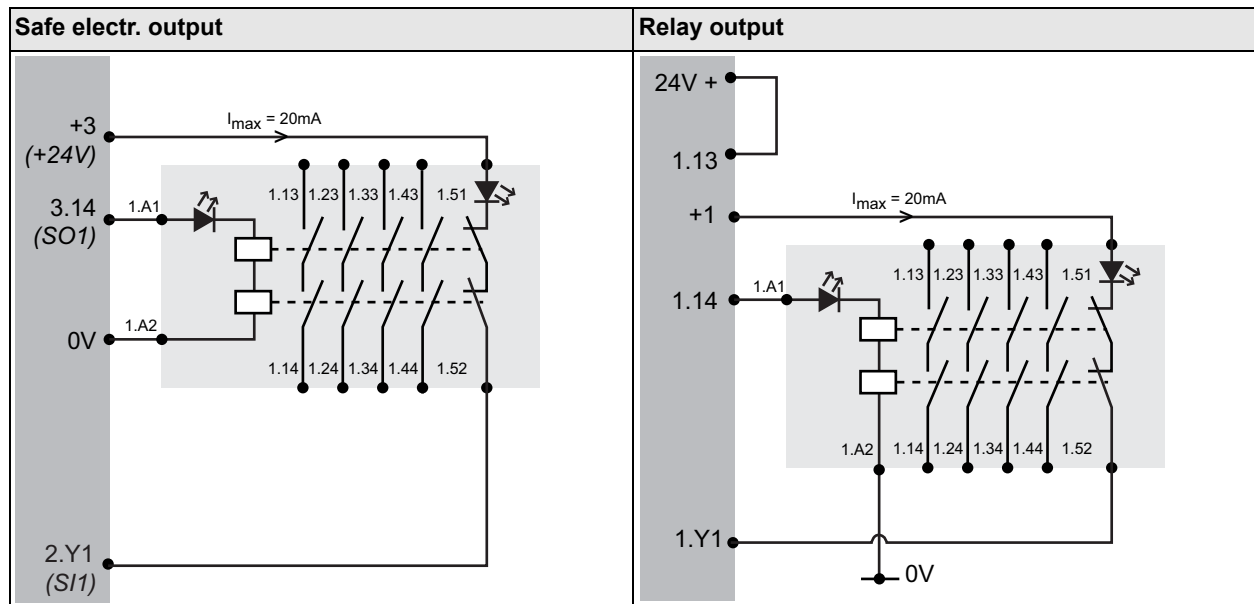 Safe electr. output
Relay output
+3
(+24V)
I_max = 20mA
3.14
(SO1)
1.A1
1.13 1.23 1.33 1.43 1.51
0V
1.A2
1.14 1.24 1.34 1.44 1.52
2.Y1
(SI1)
24V +
1.13
+1
I_max = 20mA
1.13 1.23 1.33 1.43 1.51
1.14
1.A1
1.A2
1.14 1.24 1.34 1.44 1.52
1.Y1
0V